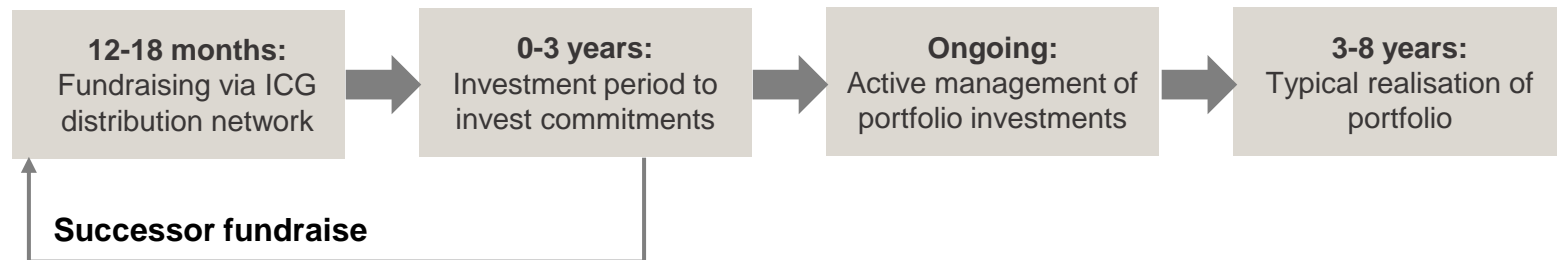 12-18 months:
Fundraising via ICG
distribution network
0-3 years:
Investment period to
invest commitments
Ongoing:
Active management of
portfolio investments
3-8 years:
Typical realisation of
portfolio
Successor fundraise